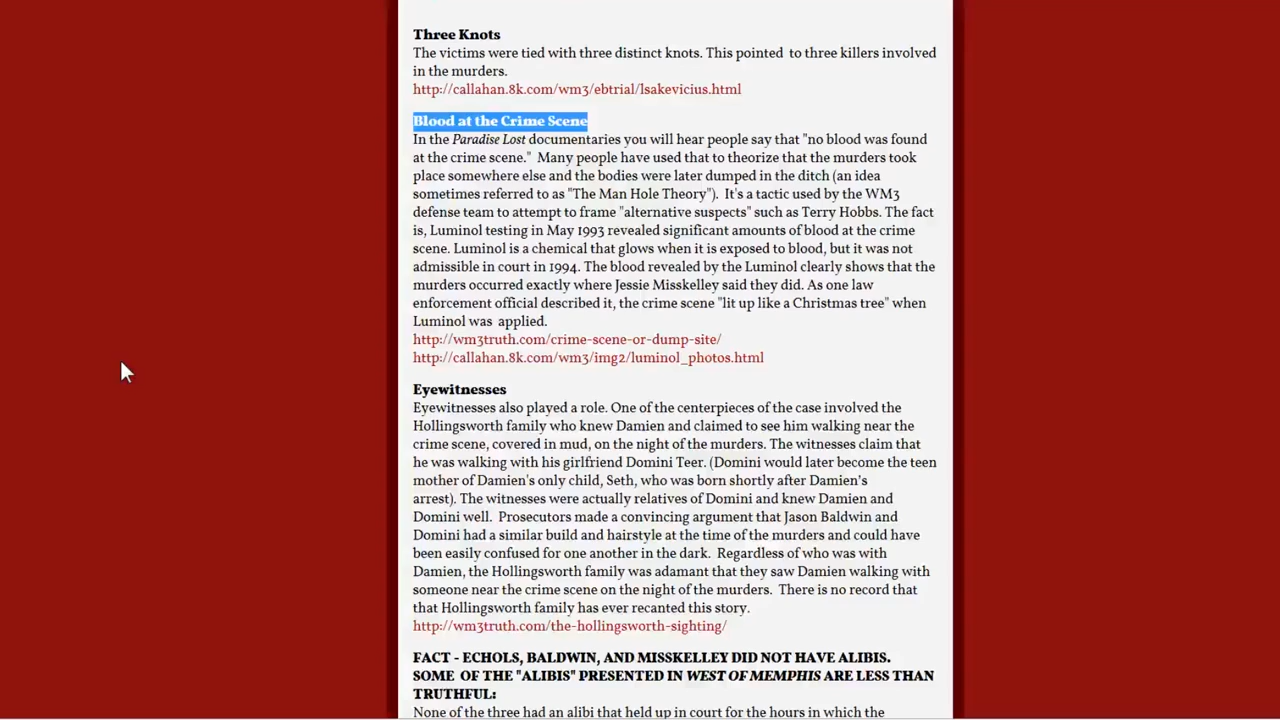 Three Knots
The victims were tied with three distinct knots. This pointed  to three killers involved
in the murders.
http://callahan.8k.com/wm3/ebtrial/lsakevicius.html
Blood at the Crime Scene
In the Paradise Lost documentaries you will hear people say that "no blood was found
at the crime scene."  Many people have used that to theorize that the murders took
place somewhere else and the bodies were later dumped in the ditch (an idea
sometimes referred to as "The Man Hole Theory").  It's a tactic used by the WM3
defense team to attempt to frame "alternative suspects" such as Terry Hobbs. The fact
is, Luminol testing in May 1993 revealed significant amounts of blood at the crime
scene. Luminol is a chemical that glows when it is exposed to blood, but it was not
admissible in court in 1994. The blood revealed by the Luminol clearly shows that the
murders occurred exactly where Jessie Misskelley said they did. As one law
enforcement official described it, the crime scene "lit up like a Christmas tree" when
Luminol was  applied.
http://wm3truth.com/crime-scene-or-dump-site/
http://callahan.8k.com/wm3/img2/luminol_photos.html
Eyewitnesses
Eyewitnesses also played a role. One of the centerpieces of the case involved the
Hollingsworth family who knew Damien and claimed to see him walking near the
crime scene, covered in mud, on the night of the murders. The witnesses claim that
he was walking with his girlfriend Domini Teer. (Domini would later become the teen
mother of Damien's only child, Seth, who was born shortly after Damien's
arrest). The witnesses were actually relatives of Domini and knew Damien and
Domini well.  Prosecutors made a convincing argument that Jason Baldwin and
Domini had a similar build and hairstyle at the time of the murders and could have
been easily confused for one another in the dark.  Regardless of who was with
Damien, the Hollingsworth family was adamant that they saw Damien walking with
someone near the crime scene on the night of the murders.  There is no record that
that Hollingsworth family has ever recanted this story.
http://wm3truth.com/the-hollingsworth-sighting/
FACT - ECHOLS, BALDWIN, AND MISSKELLEY DID NOT HAVE ALIBIS.
SOME  OF THE "ALIBIS" PRESENTED IN WEST OF MEMPHIS ARE LESS THAN
TRUTHFUL:
None of the three had an alibi that held up in court for the hours in which the